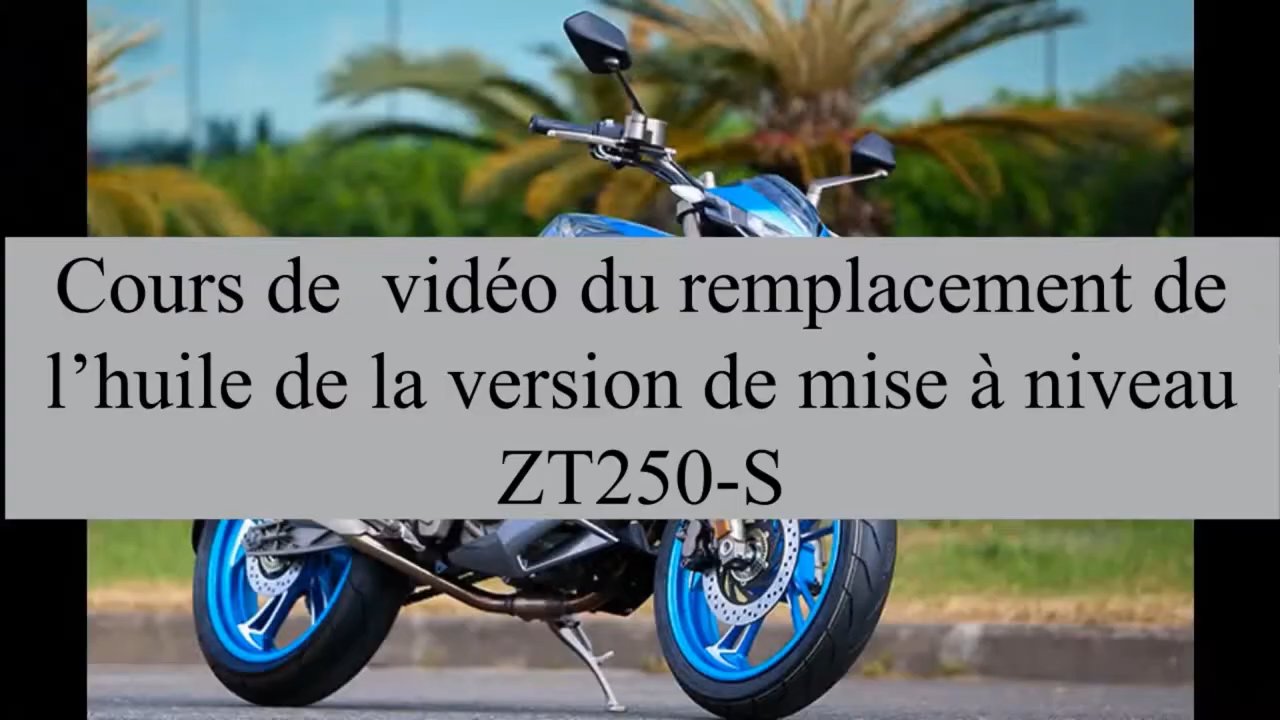 Cours de  vidéo du remplacement de
l’huile de la version de mise à niveau
ZT250-S